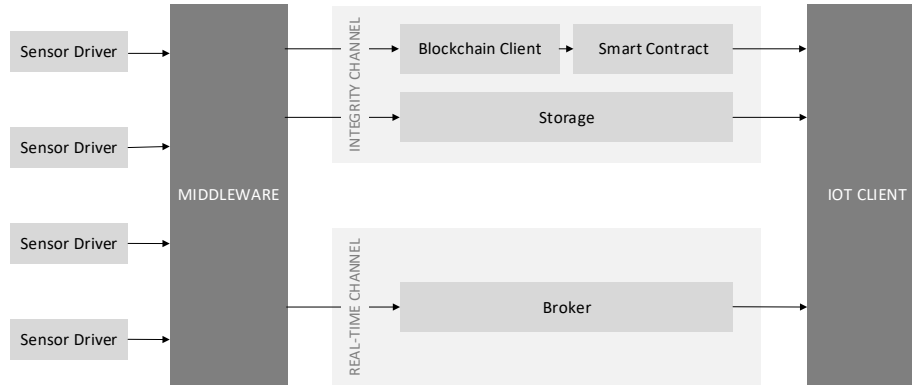 Sensor Driver
Sensor Driver
Sensor Driver
Sensor Driver
MIDDLEWARE
INTEGRITY CHANNEL
Blockchain Client
Smart Contract
Storage
REAL-TIME CHANNEL
Broker
IOT CLIENT